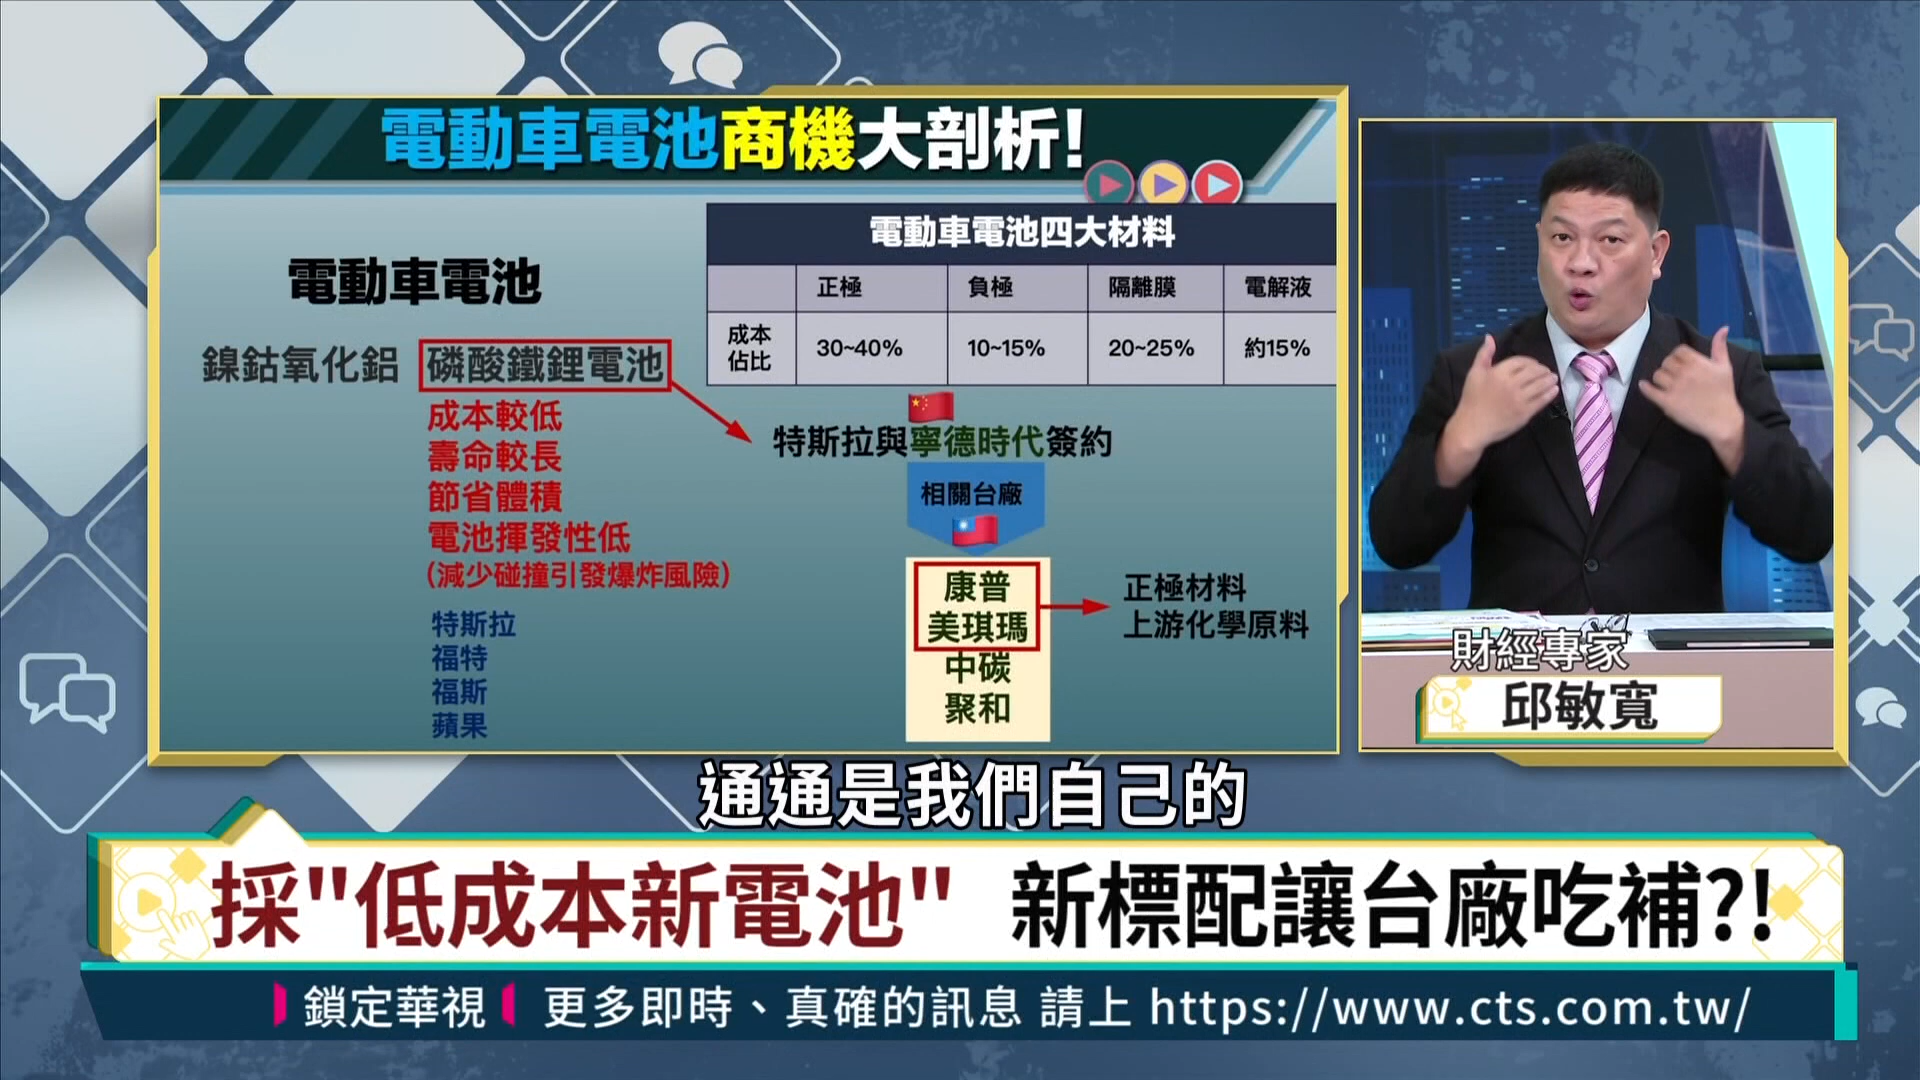 電動車電池商機大剖析!
電動車電池四大材料
正極 負極 隔離膜 電解液
成本佔比 30~40% 10~15% 20~25% 約15%
電動車電池
鎳鈷氧化鋁 磷酸鐵鋰電池
成本較低
壽命較長
節省體積
電池揮發性低
(減少碰撞引發爆炸風險)
特斯拉
福特
福斯
蘋果
特斯拉與寧德時代簽約
相關台廠
康普
美琪瑪
中碳
聚和
正極材料
上游化學原料
財經專家
邱敏寬
通通是我們自己的
採"低成本新電池" 新標配讓台廠吃補?!
鎖定華視 更多即時、真確的訊息 請上 https://www.cts.com.tw/